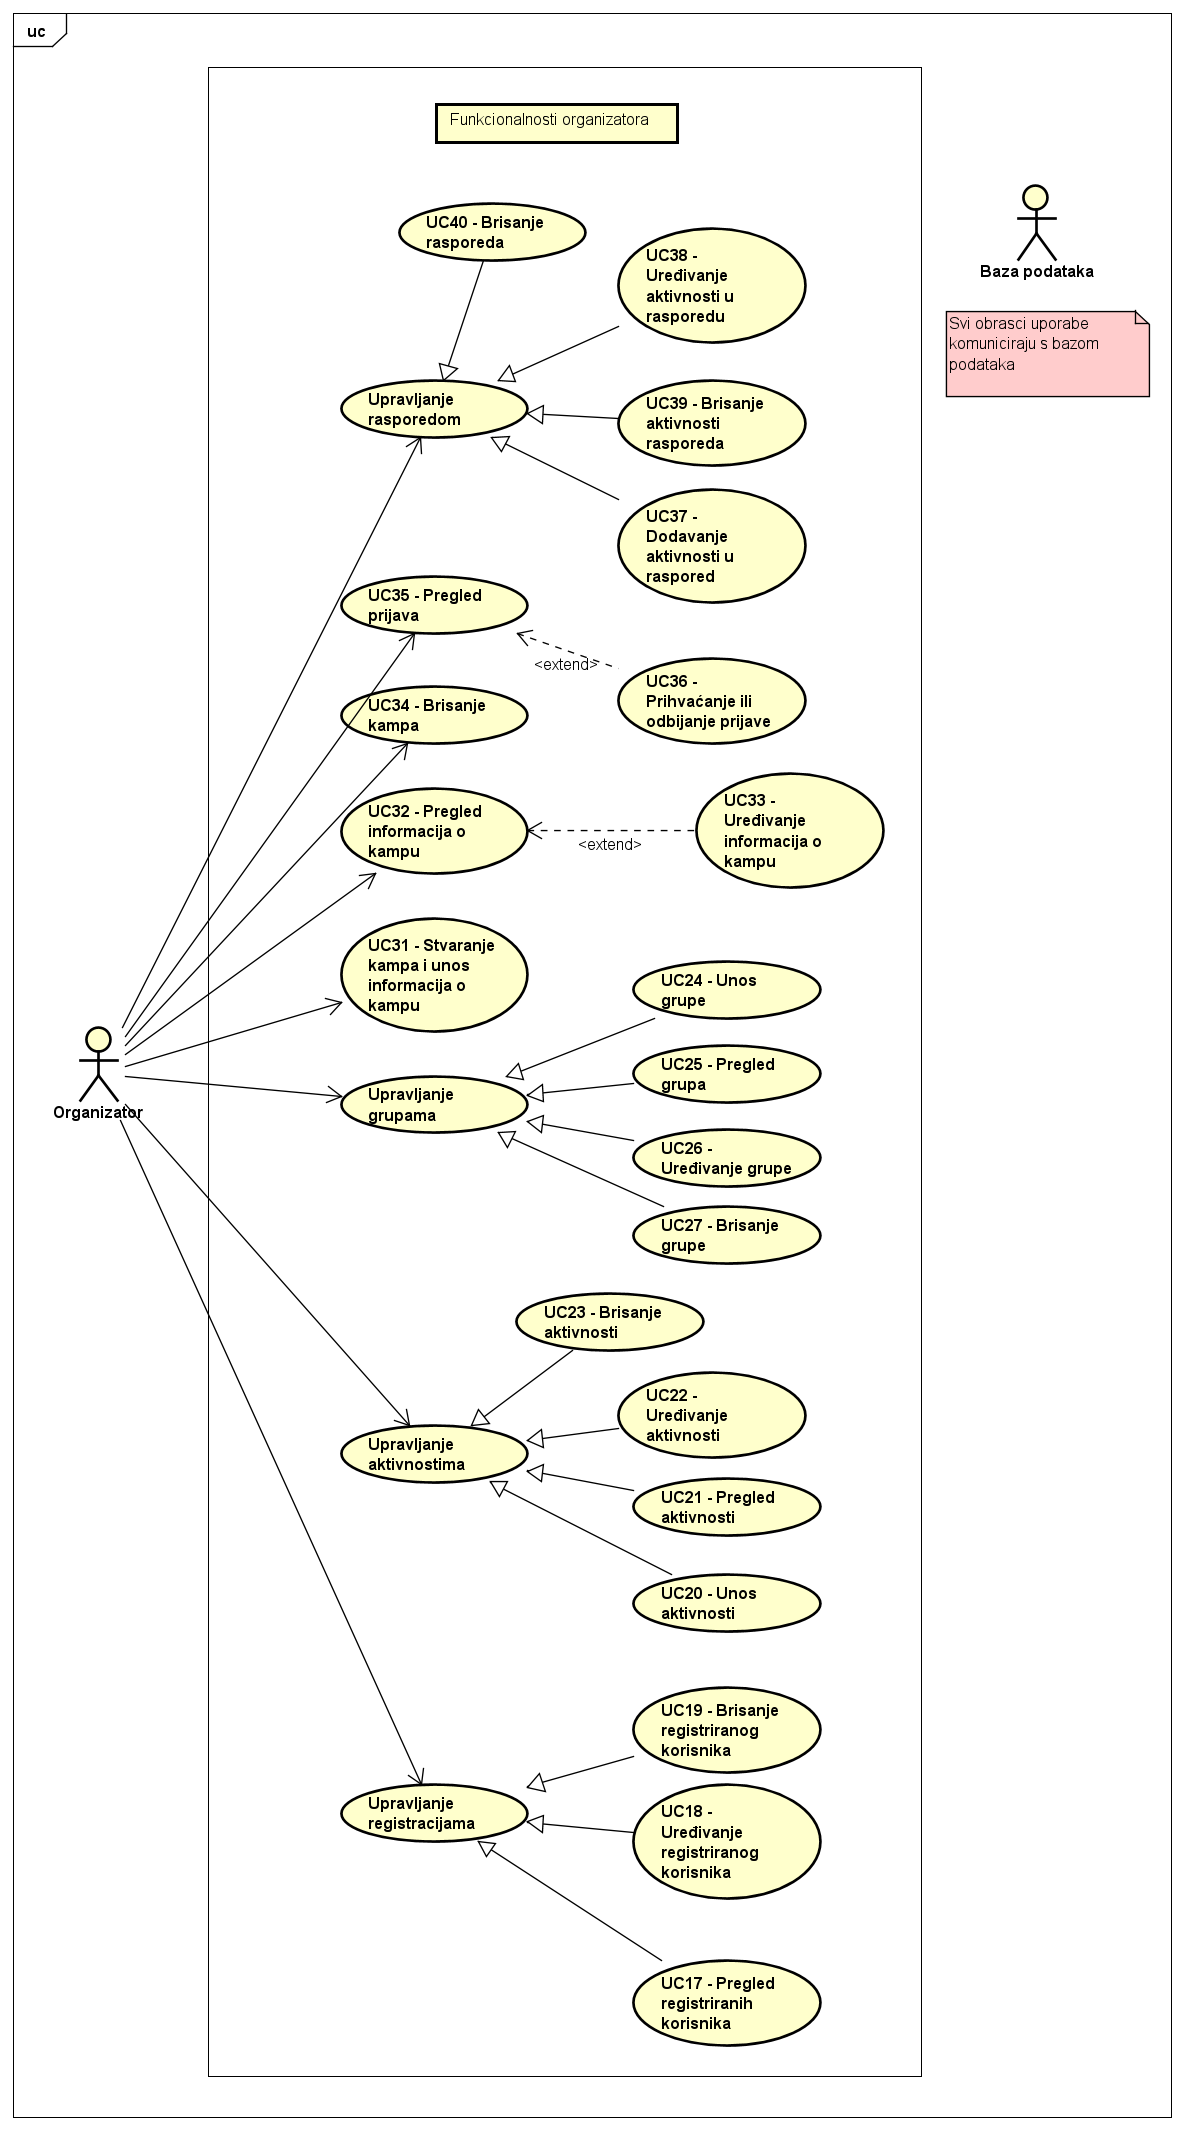 uc
Funkcionalnosti organizatora
UC40 - Brisanje
rasporeda
UC38 -
Uređivanje
aktivnosti u
rasporedu
Baza podataka
Svi obrasci uporabe
komuniciraju s bazom
podataka
Upravljanje
rasporedom
UC39 - Brisanje
aktivnosti
rasporeda
UC37 -
Dodavanje
aktivnosti u
raspored
UC35 - Pregled
prijava
<extend>
UC36 -
Prihvaćanje ili
odbijanje prijave
UC34 - Brisanje
kampa
UC32 - Pregled
informacija o
kampu
<extend>
UC33 -
Uređivanje
informacija o
kampu
UC31 - Stvaranje
kampa i unos
informacija o
kampu
UC24 - Unos
grupe
UC25 - Pregled
grupa
Organizator
Upravljanje
grupama
UC26 -
Uređivanje grupe
UC27 - Brisanje
grupe
UC23 - Brisanje
aktivnosti
UC22 -
Uređivanje
aktivnosti
Upravljanje
aktivnostima
UC21 - Pregled
aktivnosti
UC20 - Unos
aktivnosti
UC19 - Brisanje
registriranog
korisnika
Upravljanje
registracijama
UC18 -
Uređivanje
registriranog
korisnika
UC17 - Pregled
registriranih
korisnika